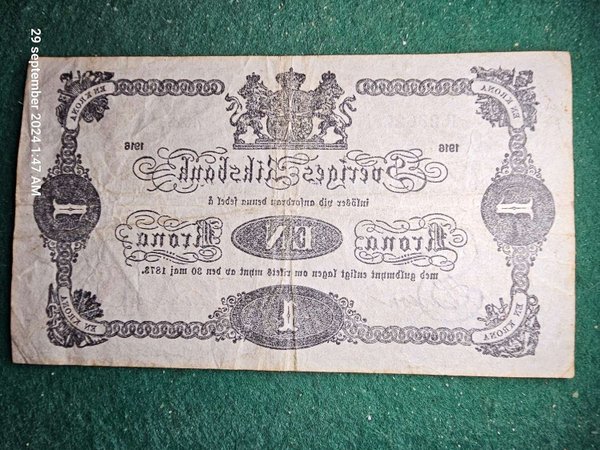 29 september 2024 1:47 AM
EN KRONA
EN KRONA
1916
1916
Sveriges Riksbank
inlöser vid anfordran denna sedel å
1
1
Krona EN Krona
med guldmynt enligt lagen om rikets mynt av den 30 maj 1873.
EN KRONA
1
EN KRONA